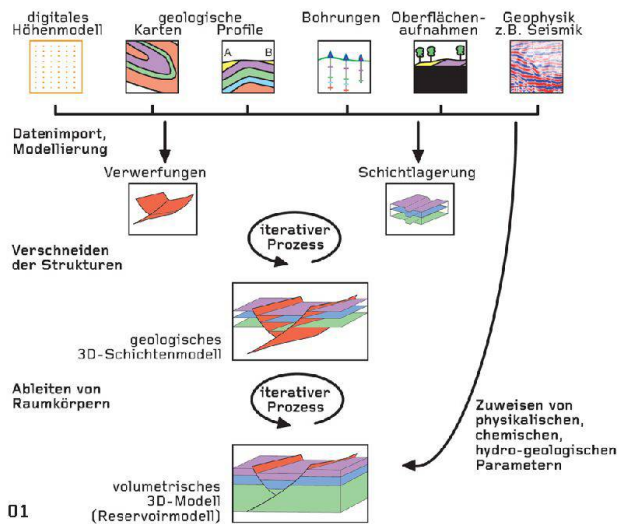 digitales
Höhenmodell
geologische
Karten Profile
Bohrungen
Oberflächen-
aufnahmen
Geophysik
z.B. Seismik
A B
Datenimport,
Modellierung
Verwerfungen
Schichtlagerung
iterativer
Prozess
Verschneiden
der Strukturen
geologisches
3D-Schichtenmodell
Ableiten von
Raumkörpern
iterativer
Prozess
Zuweisen von
physikalischen,
chemischen,
hydro-geologischen
Parametern
volumetrisches
3D-Modell
(Reservoirmodell)
01